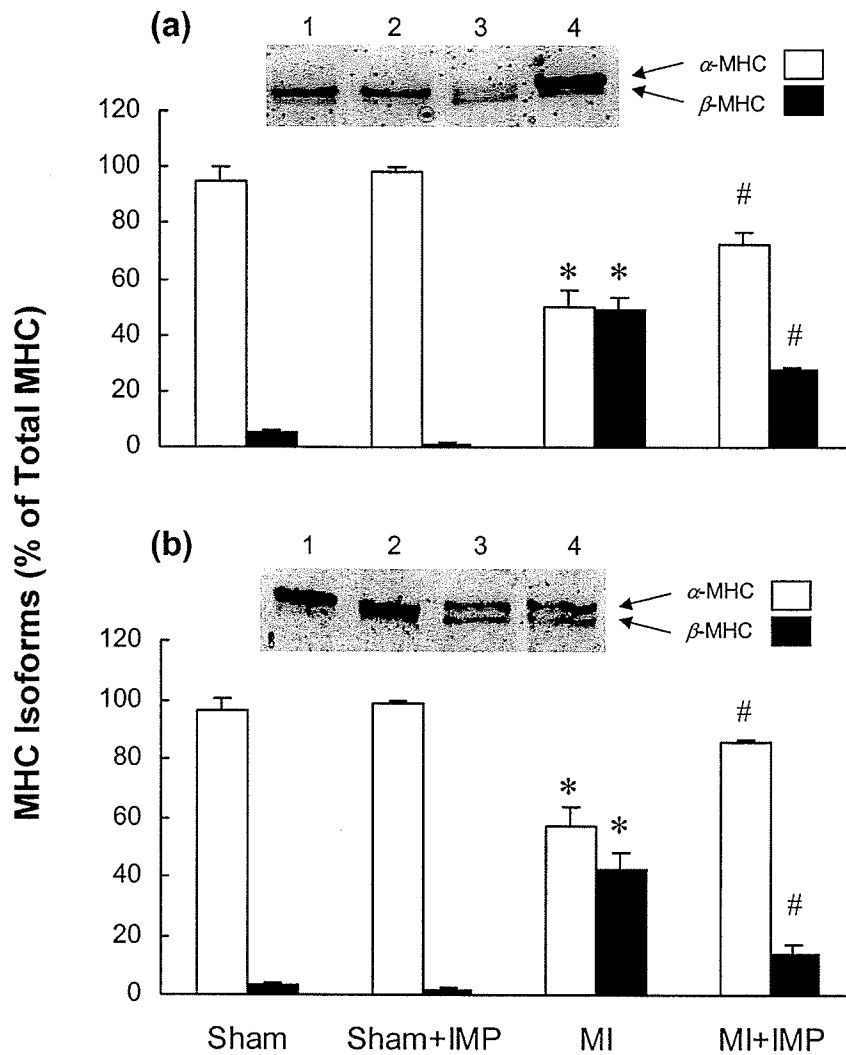 (a)
1 2 3 4
α-MHC
β-MHC
120
100
80
60
40
20
0
# 
* * #
MHC Isoforms (% of Total MHC)
(b)
1 2 3 4
α-MHC
β-MHC
120
100
80
60
40
20
0
#
* * #
Sham Sham+IMP MI MI+IMP